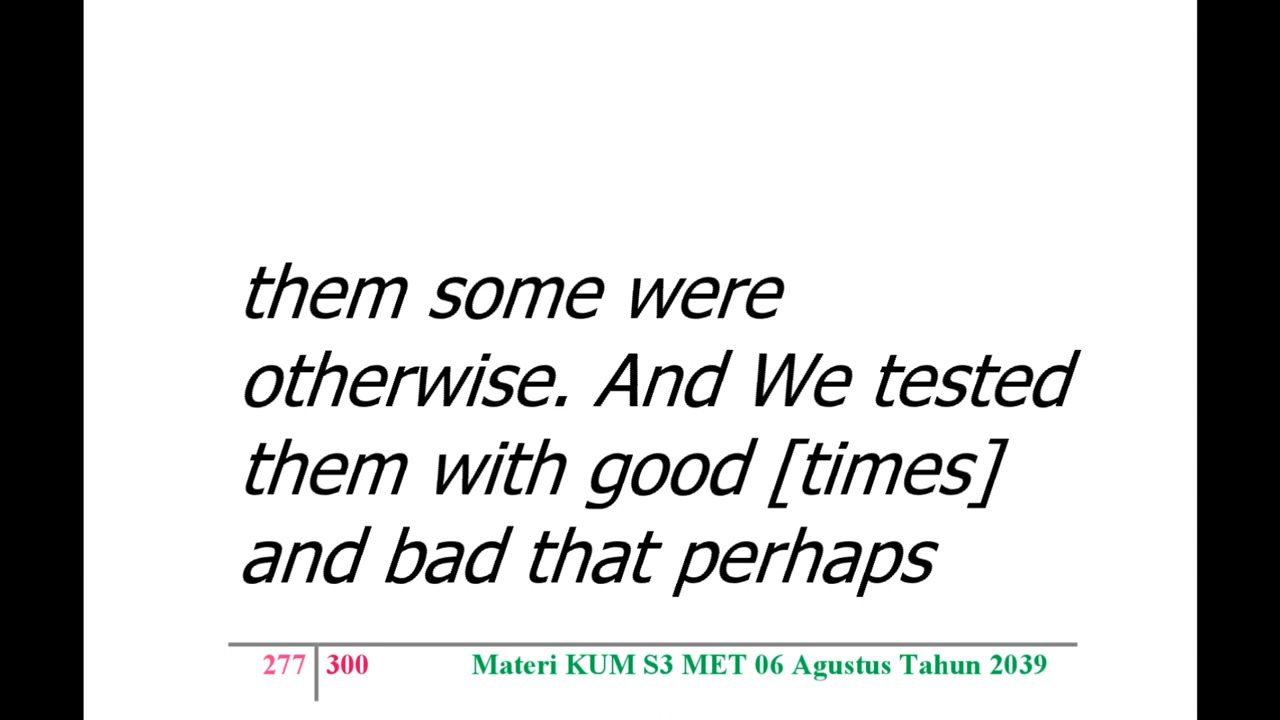 them some were
otherwise. And We tested
them with good [times]
and bad that perhaps
277 300 Materi KUM S3 MET 06 Agustus Tahun 2039